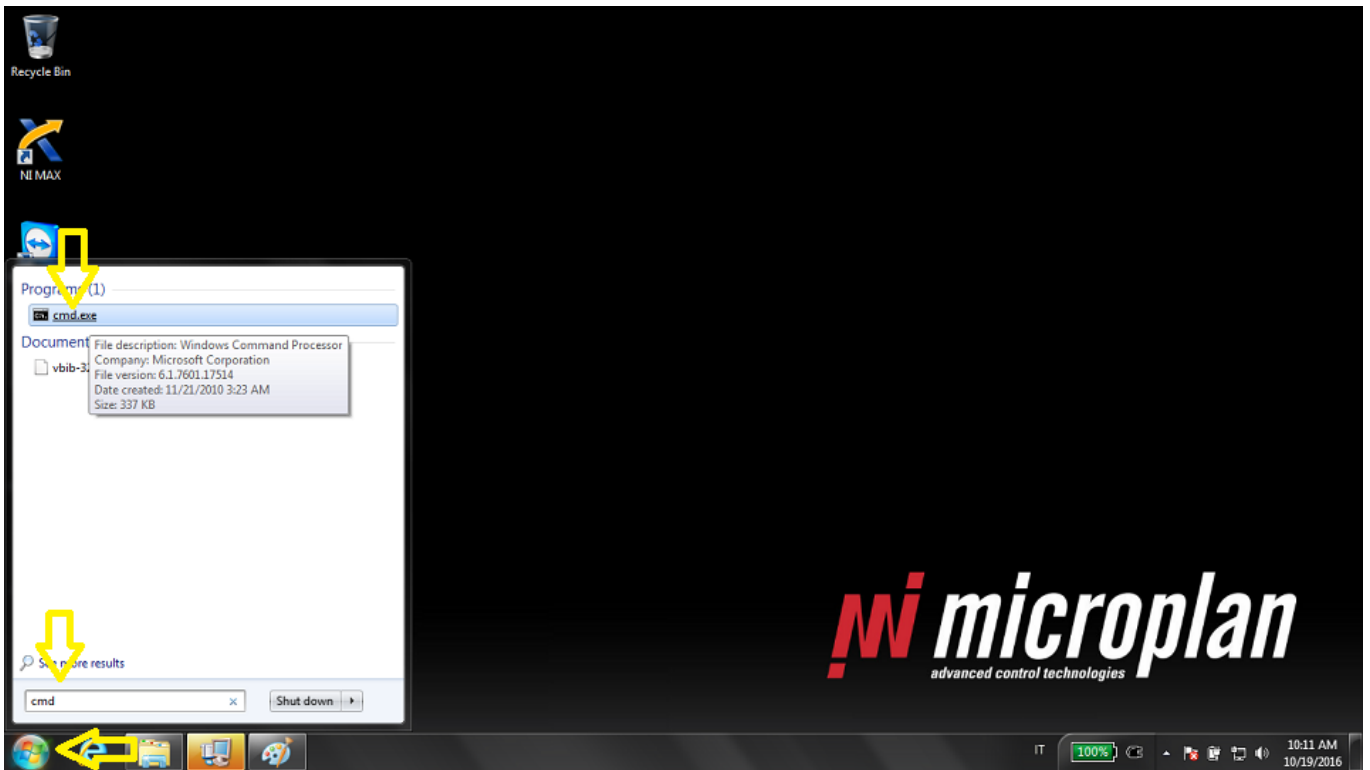 Recycle Bin
NI MAX
Programs (1)
cmd.exe
Document
File description: Windows Command Processor
Company: Microsoft Corporation
File version: 6.1.7601.17514
Date created: 11/21/2010 3:23 AM
Size: 337 KB
See more results
cmd
Shut down
microplan
advanced control technologies
IT
100%
10:11 AM
10/19/2016